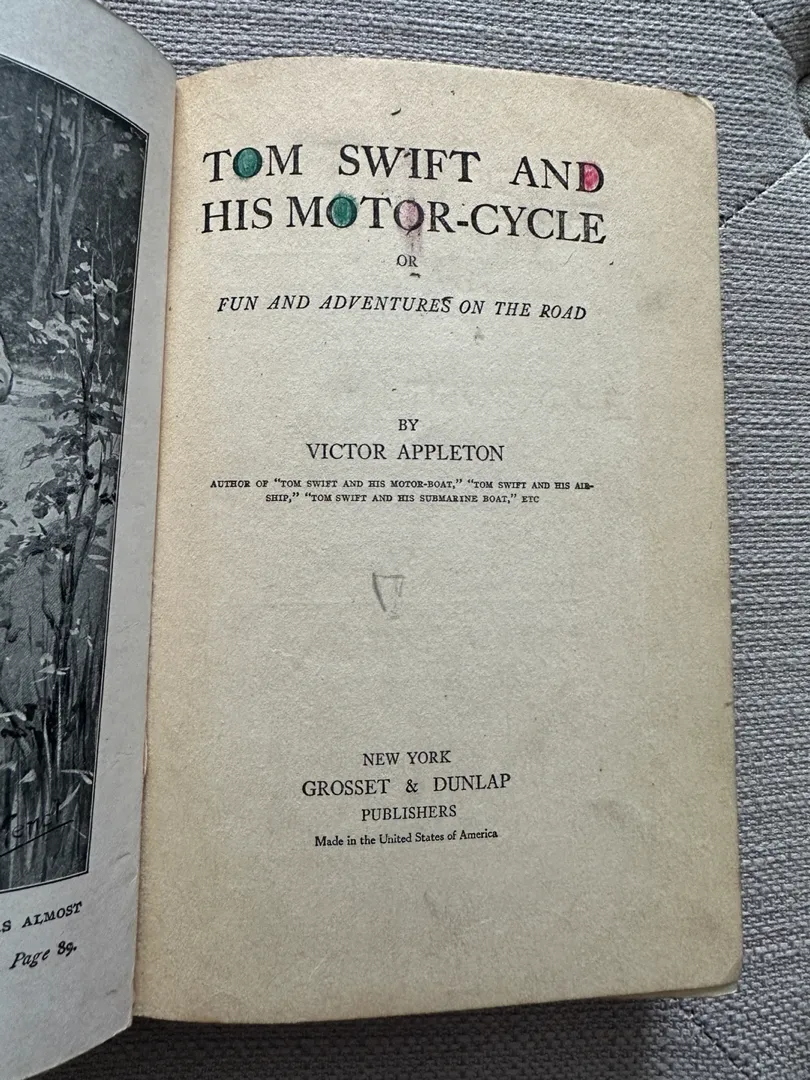 TOM SWIFT AND
HIS MOTOR-CYCLE
OR
FUN AND ADVENTURES ON THE ROAD
BY
VICTOR APPLETON
AUTHOR OF "TOM SWIFT AND HIS MOTOR-BOAT," "TOM SWIFT AND HIS AIR-
SHIP," "TOM SWIFT AND HIS SUBMARINE BOAT," ETC
NEW YORK
GROSSET & DUNLAP
PUBLISHERS
Made in the United States of America
ALMOST
Page 89.